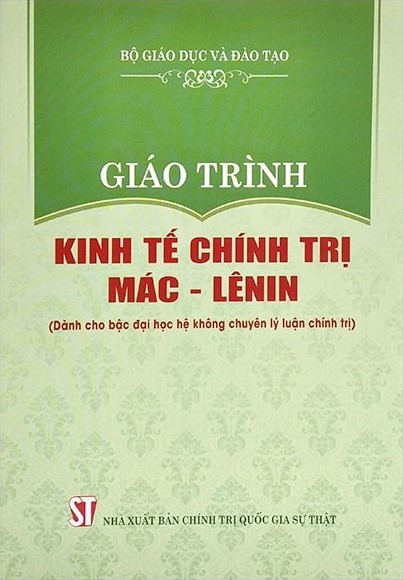 BỘ GIÁO DỤC VÀ ĐÀO TẠO
GIÁO TRÌNH
KINH TẾ CHÍNH TRỊ
MÁC - LÊNIN
(Dành cho bậc đại học hệ không chuyên lý luận chính trị)
ST NHÀ XUẤT BẢN CHÍNH TRỊ QUỐC GIA SỰ THẬT